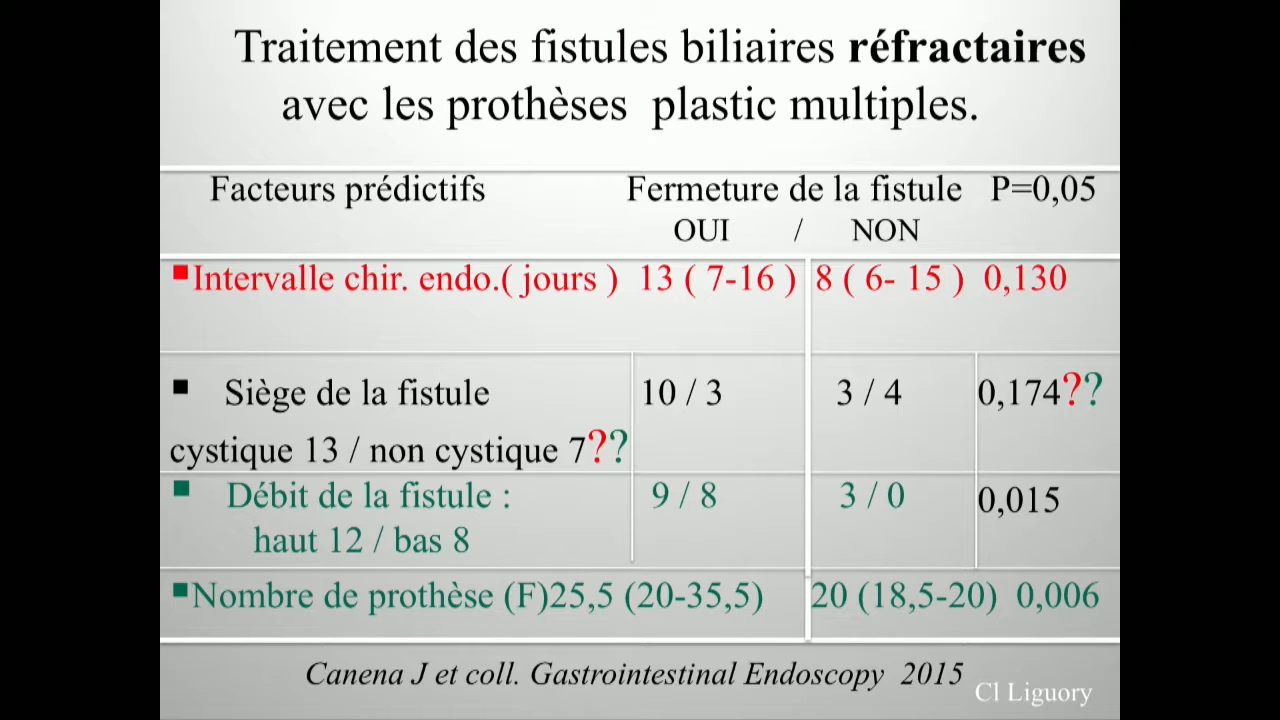 Traitement des fistules biliaires réfractaires
avec les prothèses plastic multiples.
Facteurs prédictifs Fermeture de la fistule P=0,05
OUI / NON
▪Intervalle chir. endo.( jours ) 13 ( 7-16 ) 8 ( 6- 15 ) 0,130
▪ Siège de la fistule 10 / 3 3 / 4 0,174??
cystique 13 / non cystique 7??
▪ Débit de la fistule : 9 / 8 3 / 0 0,015
haut 12 / bas 8
▪Nombre de prothèse (F)25,5 (20-35,5) 20 (18,5-20) 0,006
Canena J et coll. Gastrointestinal Endoscopy 2015
Cl Liguory